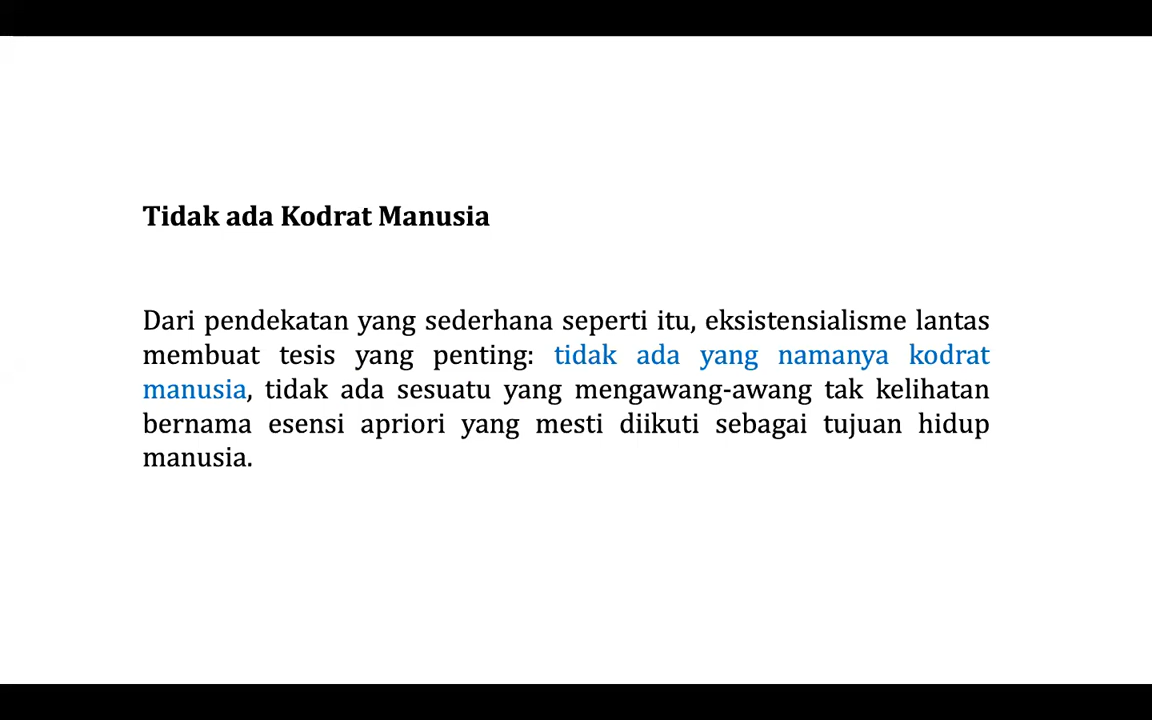 Tidak ada Kodrat Manusia
Dari pendekatan yang sederhana seperti itu, eksistensialisme lantas
membuat tesis yang penting: tidak ada yang namanya kodrat
manusia, tidak ada sesuatu yang mengawang-awang tak kelihatan
bernama esensi apriori yang mesti diikuti sebagai tujuan hidup
manusia.